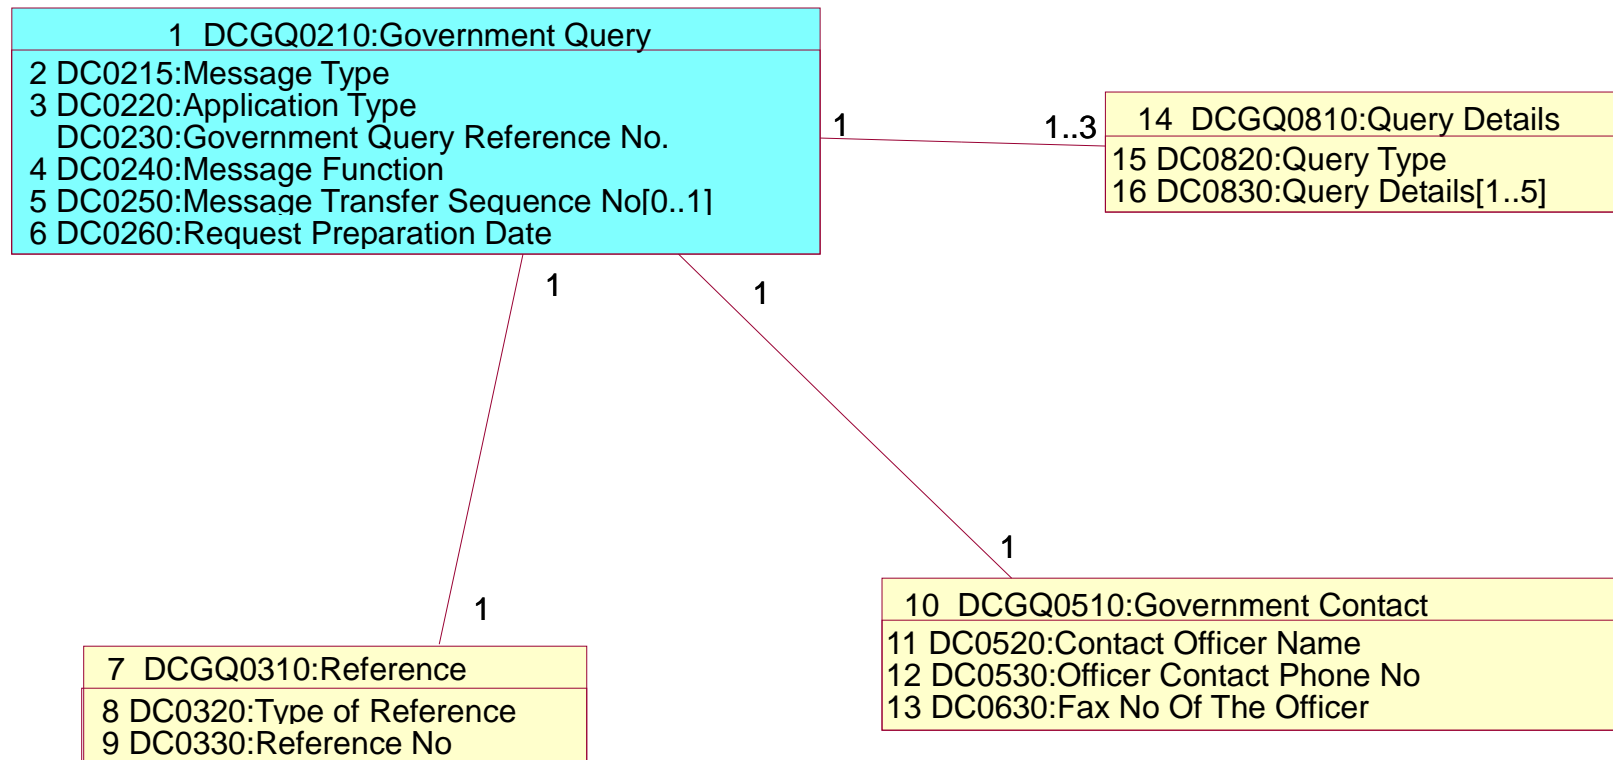 1 DCGQ0210:Government Query
2 DC0215:Message Type
3 DC0220:Application Type
DC0230:Government Query Reference No.
4 DC0240:Message Function
5 DC0250:Message Transfer Sequence No[0..1]
6 DC0260:Request Preparation Date
1
1..3
14 DCGQ0810:Query Details
15 DC0820:Query Type
16 DC0830:Query Details[1..5]
1
1
1
1
7 DCGQ0310:Reference
8 DC0320:Type of Reference
9 DC0330:Reference No
10 DCGQ0510:Government Contact
11 DC0520:Contact Officer Name
12 DC0530:Officer Contact Phone No
13 DC0630:Fax No Of The Officer